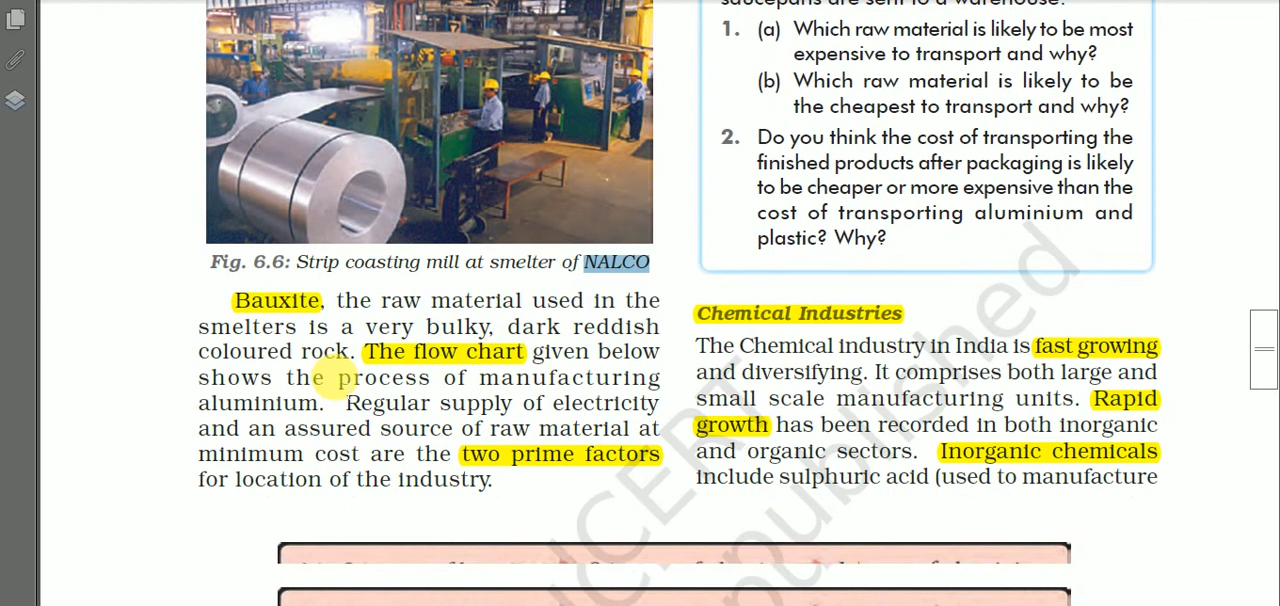 Fig. 6.6: Strip coasting mill at smelter of NALCO
Bauxite, the raw material used in the
smelters is a very bulky, dark reddish
coloured rock. The flow chart given below
shows the process of manufacturing
aluminium. Regular supply of electricity
and an assured source of raw material at
minimum cost are the two prime factors
for location of the industry.
saucepans are sent to a warehouse.
1. (a) Which raw material is likely to be most
expensive to transport and why?
(b) Which raw material is likely to be
the cheapest to transport and why?
2. Do you think the cost of transporting the
finished products after packaging is likely
to be cheaper or more expensive than the
cost of transporting aluminium and
plastic? Why?
Chemical Industries
The Chemical industry in India is fast growing
and diversifying. It comprises both large and
small scale manufacturing units. Rapid
growth has been recorded in both inorganic
and organic sectors. Inorganic chemicals
include sulphuric acid (used to manufacture